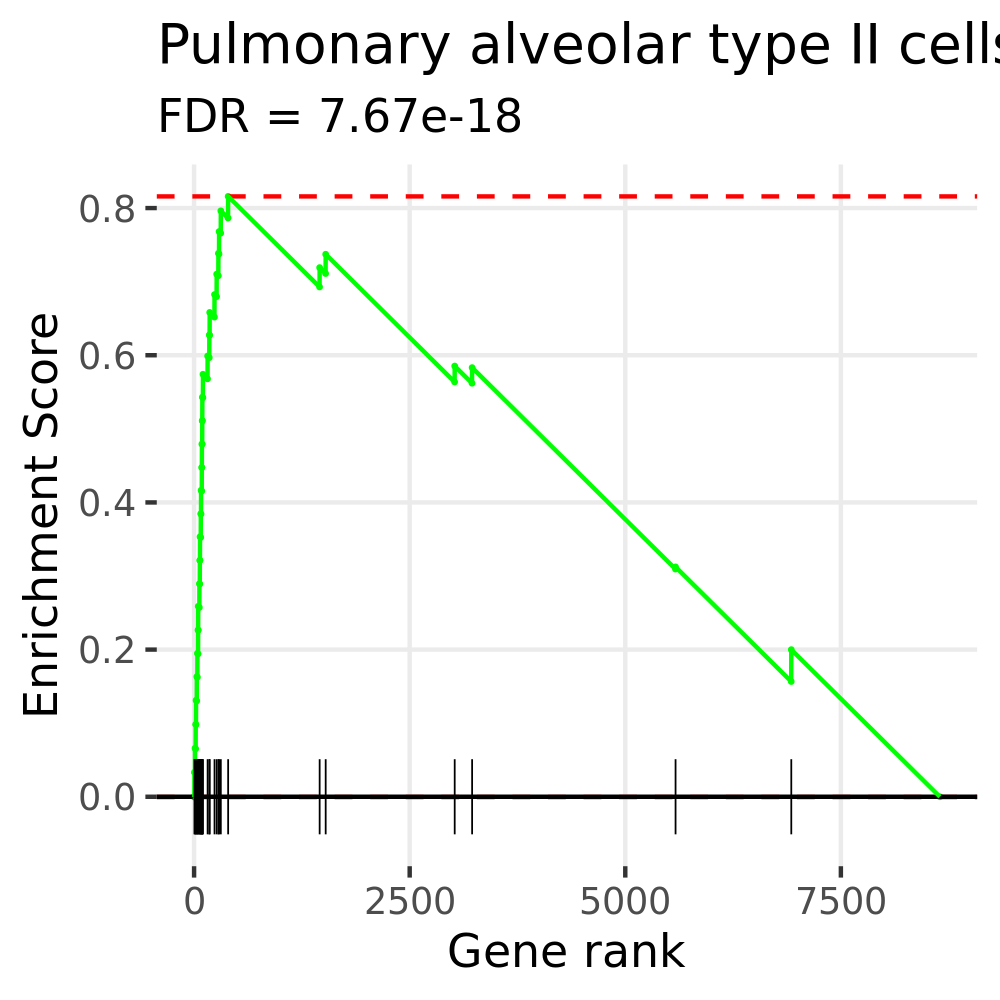 Pulmonary alveolar type II cells
FDR = 7.67e-18
Enrichment Score
0.8
0.6
0.4
0.2
0.0
0 2500 5000 7500
Gene rank